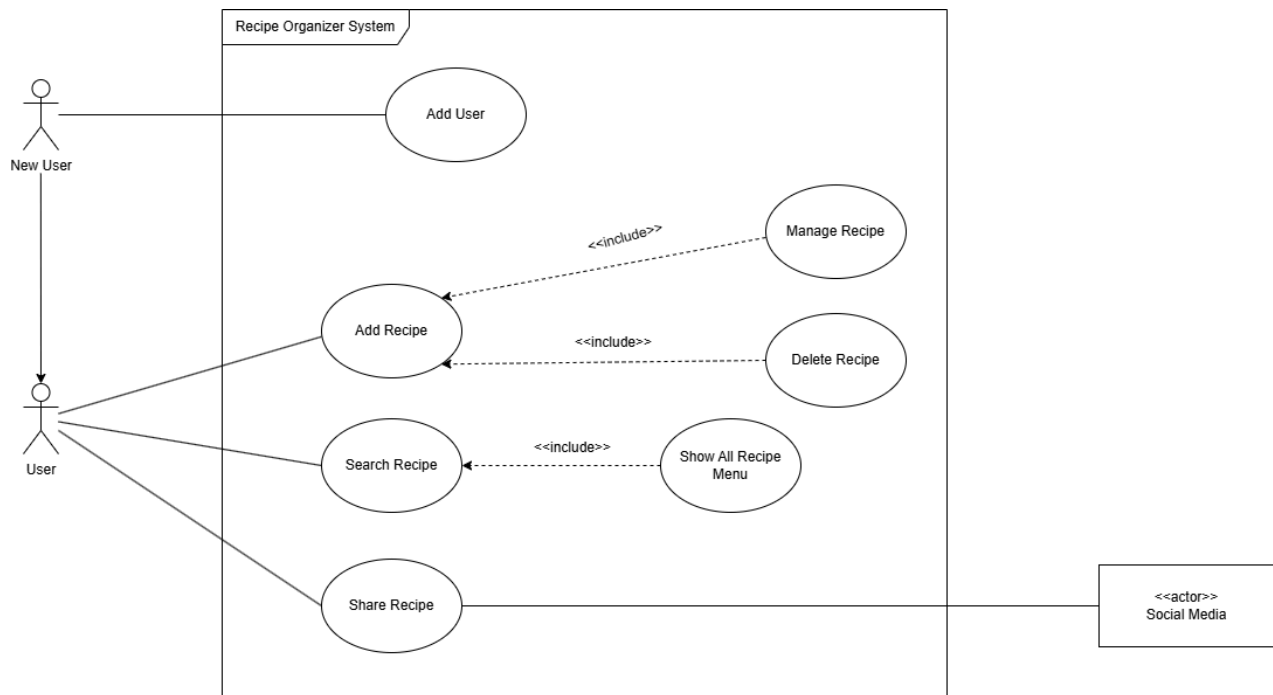 Recipe Organizer System
Add User
New User
Manage Recipe
<<include>>
Add Recipe
<<include>>
Delete Recipe
User
<<include>>
Search Recipe
Show All Recipe
Menu
Share Recipe
<<actor>>
Social Media